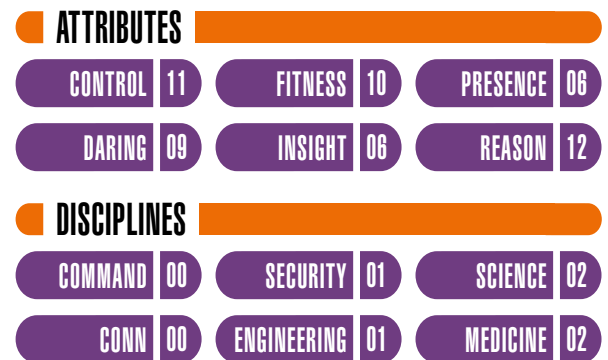 ATTRIBUTES
CONTROL 11 FITNESS 10 PRESENCE 06
DARING 09 INSIGHT 06 REASON 12
DISCIPLINES
COMMAND 00 SECURITY 01 SCIENCE 02
CONN 00 ENGINEERING 01 MEDICINE 02